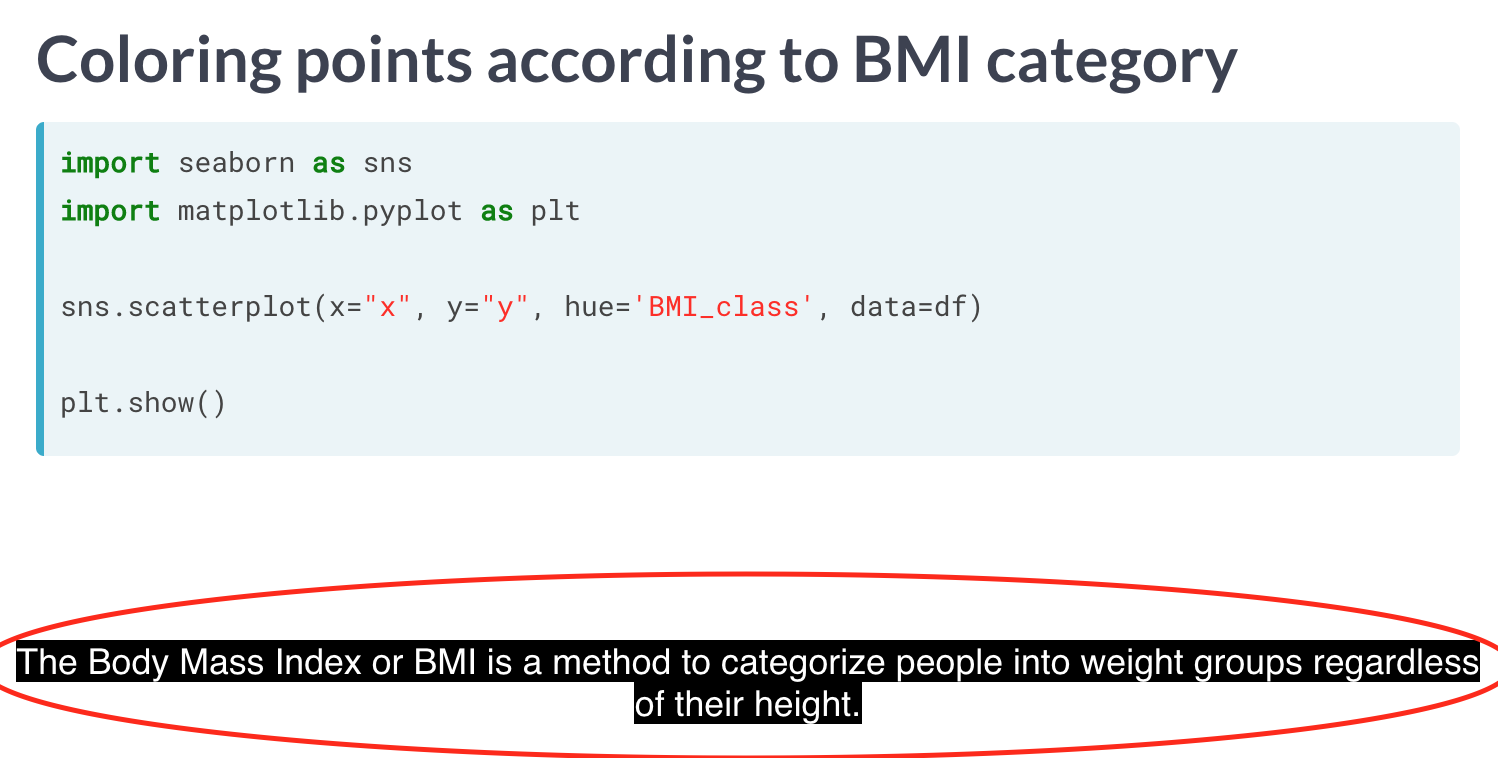 Coloring points according to BMI category
import seaborn as sns
import matplotlib.pyplot as plt
sns.scatterplot(x="x", y="y", hue='BMI_class', data=df)
plt.show()
The Body Mass Index or BMI is a method to categorize people into weight groups regardless
of their height.